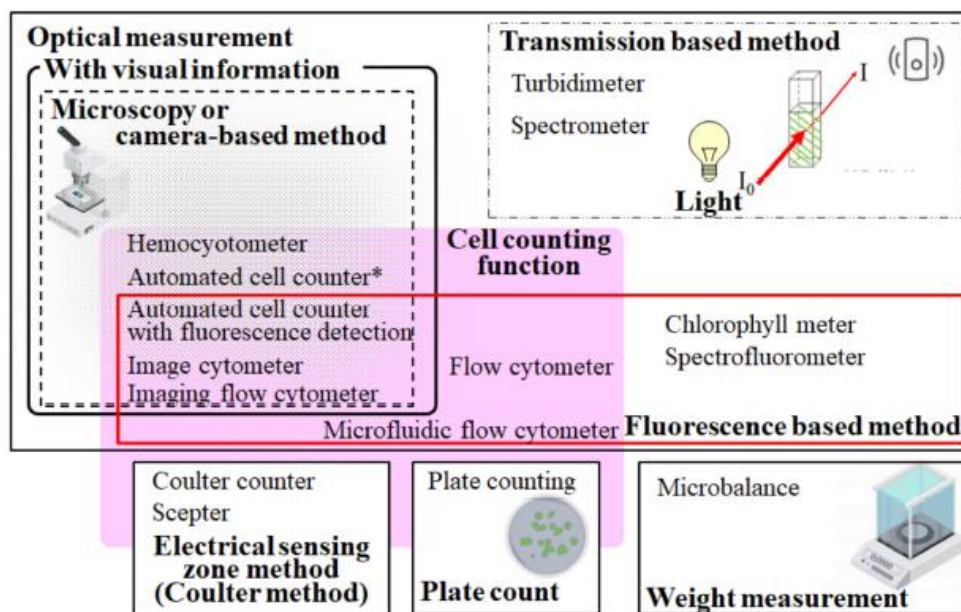 Optical measurement
With visual information
Microscopy or
camera-based method
Transmission based method
Turbidimeter
Spectrometer
I
I₀
Light
Hemocyotometer
Automated cell counter*
Automated cell counter
with fluorescence detection
Image cytometer
Imaging flow cytometer
Cell counting
function
Flow cytometer
Microfluidic flow cytometer
Chlorophyll meter
Spectrofluorometer
Fluorescence based method
Coulter counter
Scepter
Electrical sensing
zone method
(Coulter method)
Plate counting
Plate count
Microbalance
Weight measurement